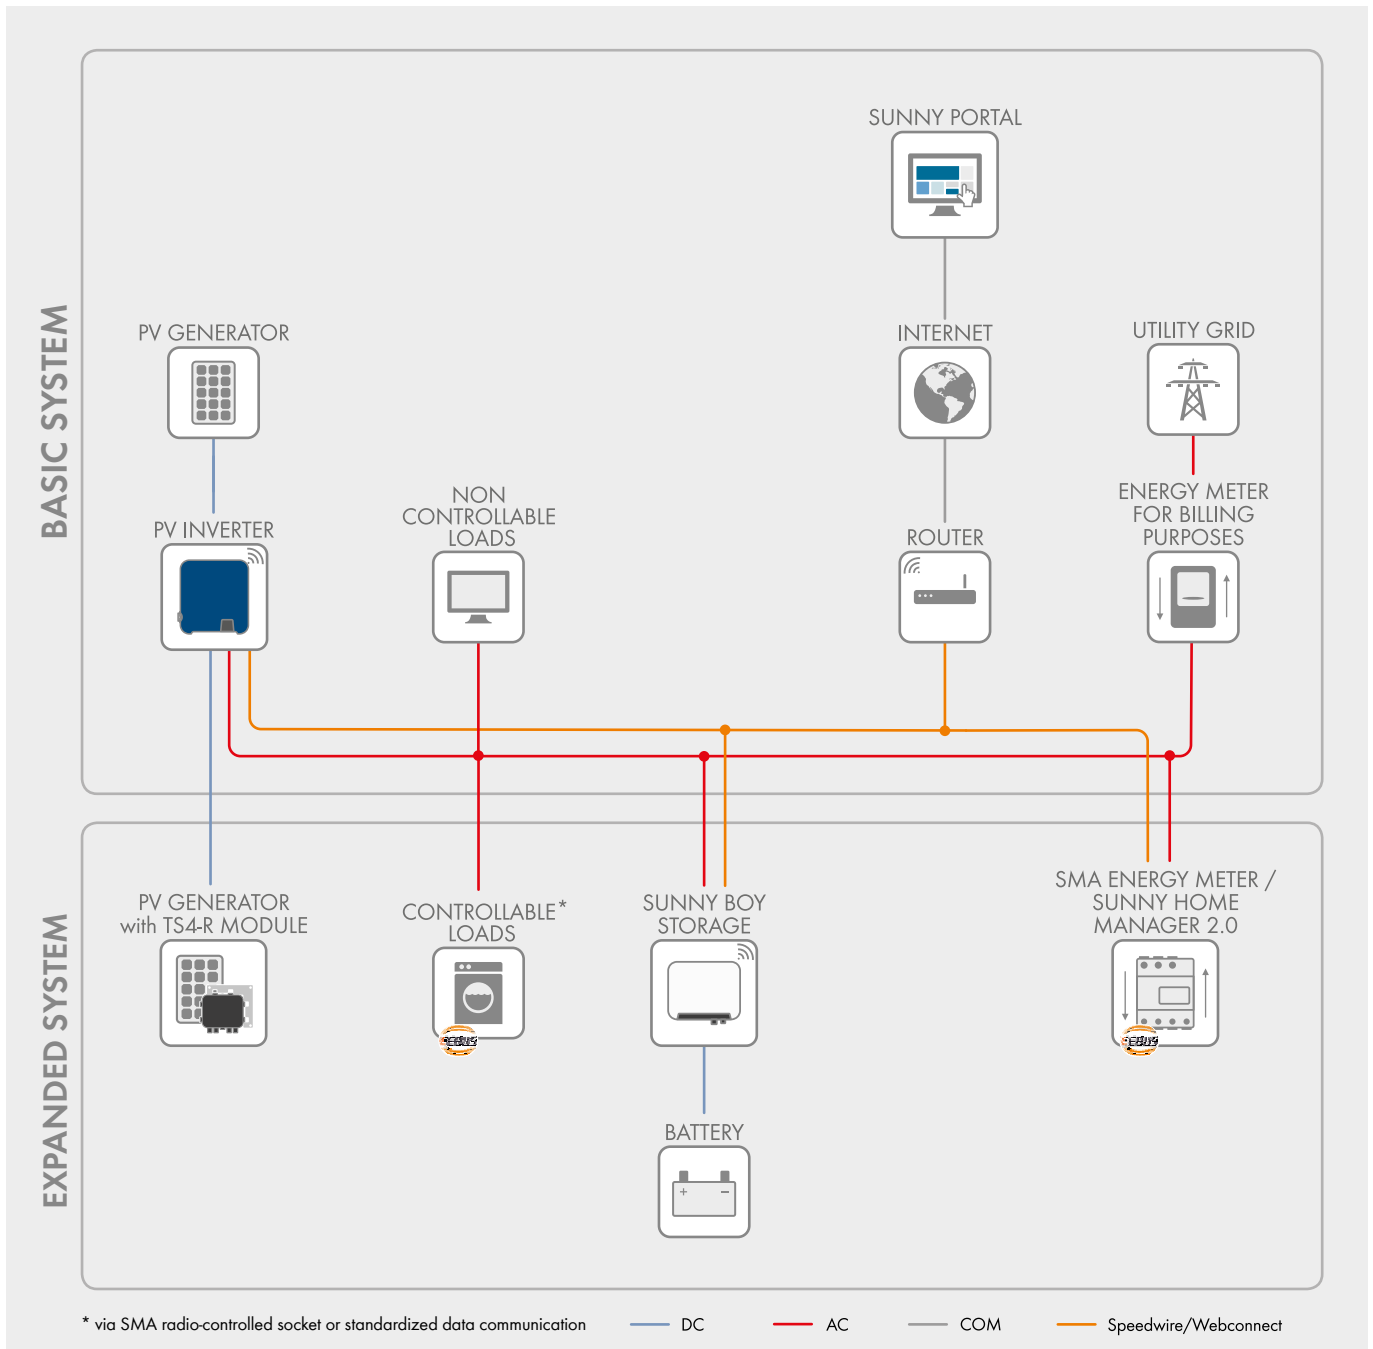 BASIC SYSTEM
SUNNY PORTAL
PV GENERATOR
INTERNET
UTILITY GRID
NON
CONTROLLABLE
LOADS
ENERGY METER
FOR BILLING
PURPOSES
PV INVERTER
ROUTER
EXPANDED SYSTEM
PV GENERATOR
with TS4-R MODULE
CONTROLLABLE*
LOADS
SUNNY BOY
STORAGE
SMA ENERGY METER /
SUNNY HOME
MANAGER 2.0
BATTERY
+ −
* via SMA radio-controlled socket or standardized data communication
DC
AC
COM
Speedwire/Webconnect